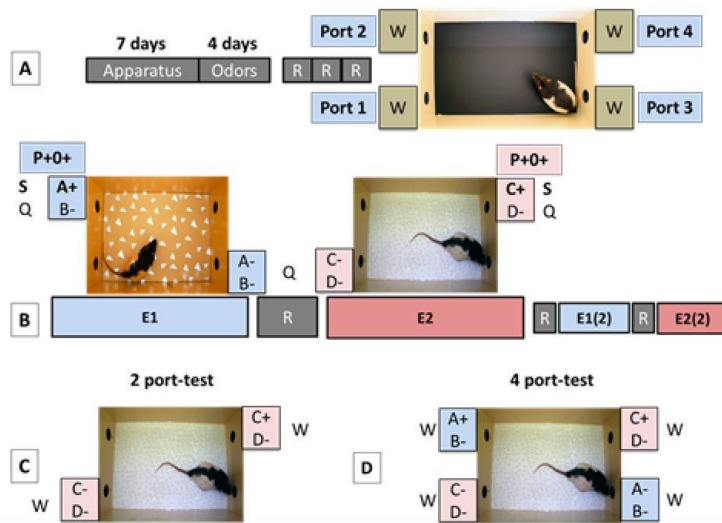 7 days 4 days
A Apparatus Odors R R R
Port 2 W W Port 4
Port 1 W W Port 3
P+0+ P+0+
S A+ C+ S
Q B- D- Q
A- Q C-
B- D-
B E1 R E2 R E1(2) R E2(2)
2 port-test 4 port-test
C+ W W A+ C+ W
D- B- D-
C D
W C- W C- A- W
D- D- B-